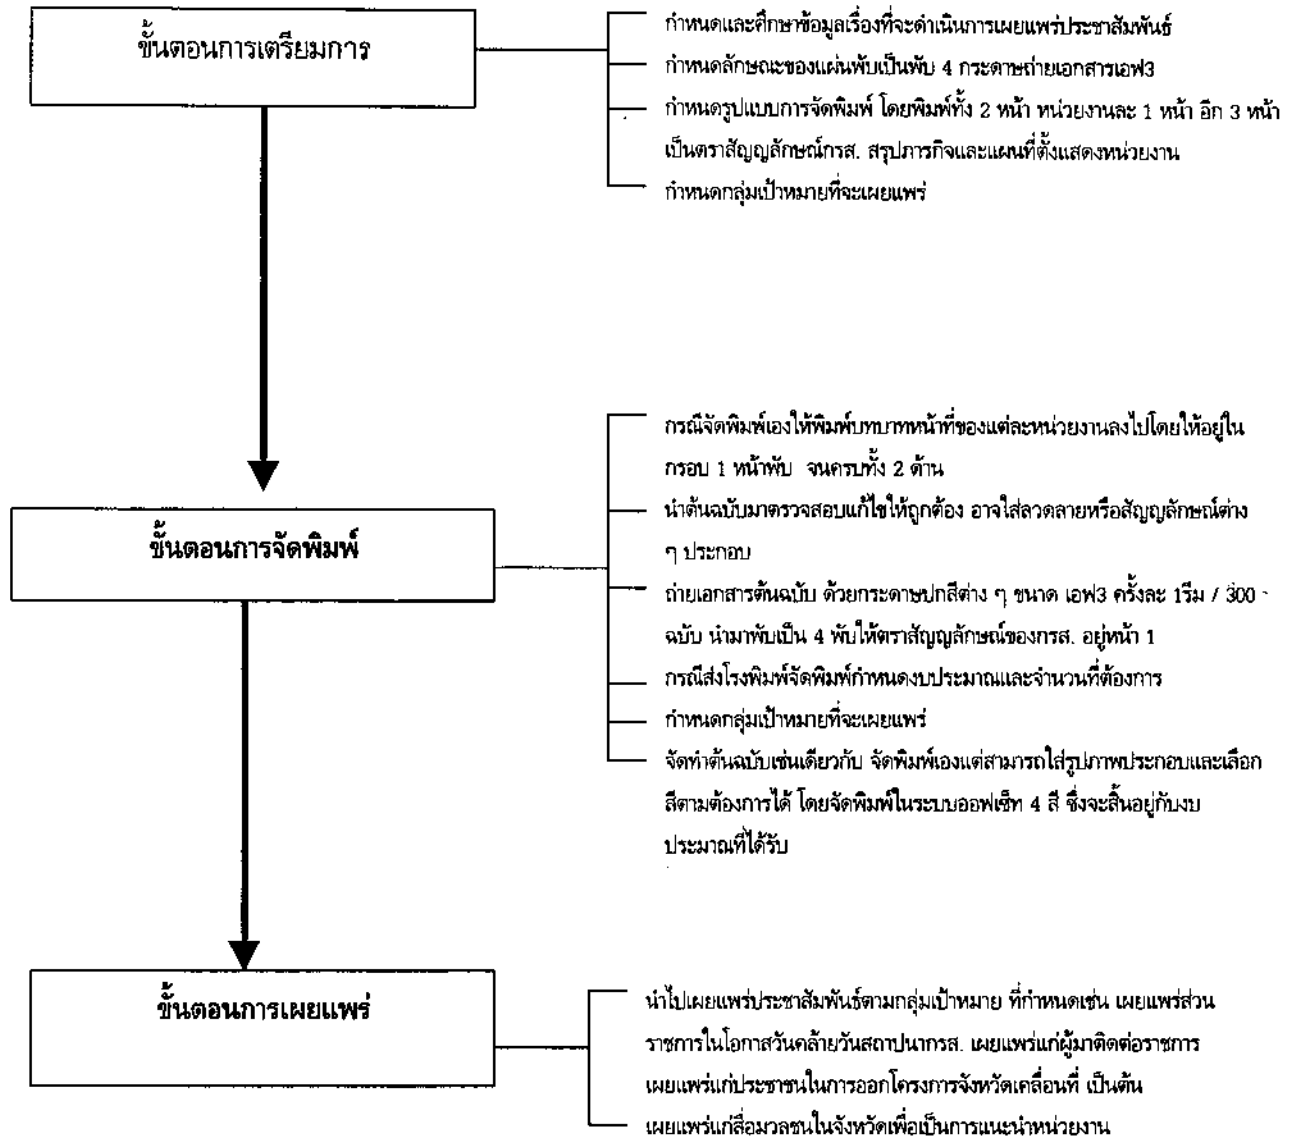 ขั้นตอนการเตรียมการ
กำหนดและศึกษาข้อมูลเรื่องที่จะดำเนินการเผยแพร่ประชาสัมพันธ์
กำหนดลักษณะของแผ่นพับเป็นพับ 4 กระดาษถ่ายเอกสารเอฟ3
กำหนดรูปแบบการจัดพิมพ์ โดยพิมพ์ทั้ง 2 หน้า หน่วยงานละ 1 หน้า อีก 3 หน้า
เป็นตราสัญญลักษณ์กรส. สรุปภารกิจและแผนที่ตั้งแสดงหน่วยงาน
กำหนดกลุ่มเป้าหมายที่จะเผยแพร่
ขั้นตอนการจัดพิมพ์
กรณีจัดพิมพ์เองให้พิมพ์บทบาทหน้าที่ของแต่ละหน่วยงานลงไปโดยให้อยู่ใน
กรอบ 1 หน้าพับ จนครบทั้ง 2 ด้าน
นำต้นฉบับมาตรวจสอบแก้ไขให้ถูกต้อง อาจใส่ลวดลายหรือสัญญลักษณ์ต่าง
ๆ ประกอบ
ถ่ายเอกสารต้นฉบับ ด้วยกระดาษปกสีต่าง ๆ ขนาด เอฟ3 ครั้งละ 1รีม / 300
ฉบับ นำมาพับเป็น 4 พับให้ตราสัญญลักษณ์ของกรส. อยู่หน้า 1
กรณีส่งโรงพิมพ์จัดพิมพ์กำหนดงบประมาณและจำนวนที่ต้องการ
กำหนดกลุ่มเป้าหมายที่จะเผยแพร่
จัดทำต้นฉบับเช่นเดียวกับ จัดพิมพ์เองแต่สามารถใส่รูปภาพประกอบและเลือก
สีตามต้องการได้ โดยจัดพิมพ์ในระบบออฟเซ็ท 4 สี ซึ่งจะสิ้นอยู่กับงบ
ประมาณที่ได้รับ
ขั้นตอนการเผยแพร่
นำไปเผยแพร่ประชาสัมพันธ์ตามกลุ่มเป้าหมาย ที่กำหนดเช่น เผยแพร่ส่วน
ราชการในโอกาสวันคล้ายวันสถาปนากรส. เผยแพร่แก่ผู้มาติดต่อราชการ
เผยแพร่แก่ประชาชนในการออกโครงการจังหวัดเคลื่อนที่ เป็นต้น
เผยแพร่แก่สื่อมวลชนในจังหวัดเพื่อเป็นการแนะนำหน่วยงาน